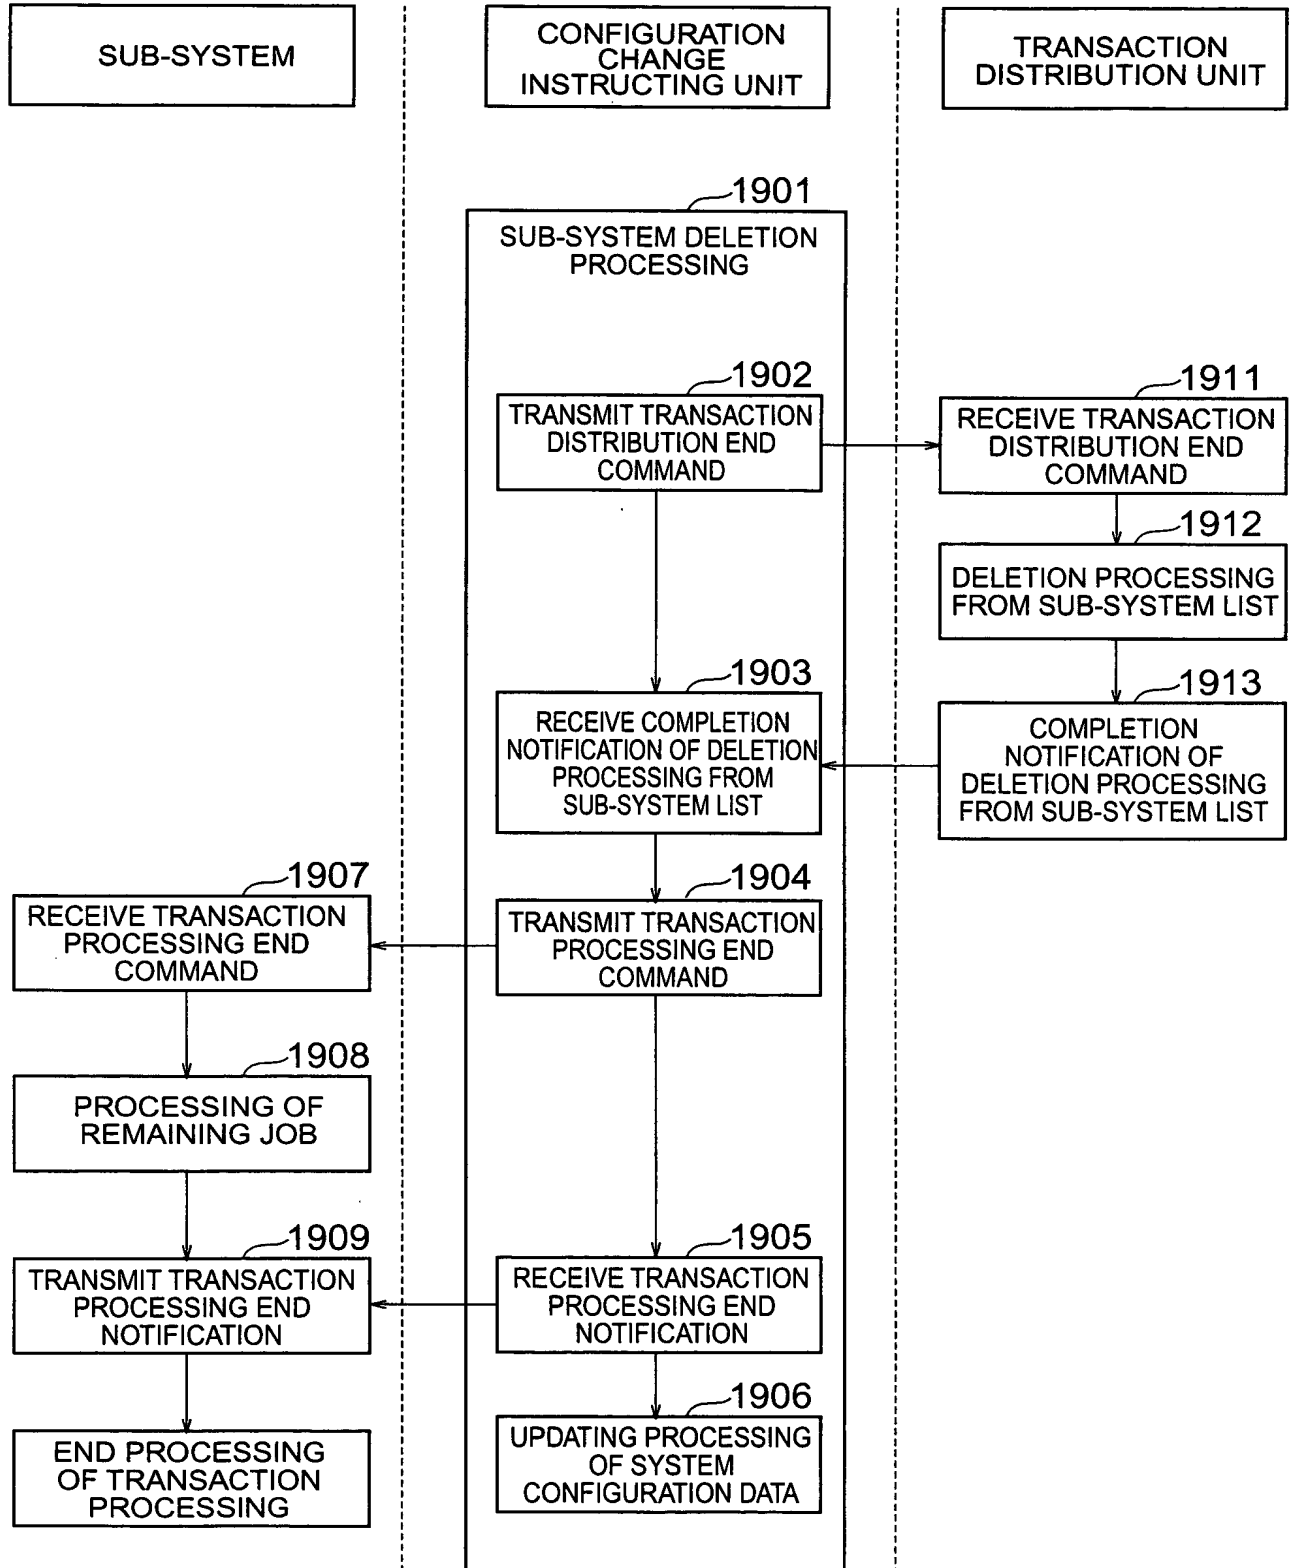 SUB-SYSTEM
CONFIGURATION
CHANGE
INSTRUCTING UNIT
TRANSACTION
DISTRIBUTION UNIT
1901
SUB-SYSTEM DELETION
PROCESSING
1902
TRANSMIT TRANSACTION
DISTRIBUTION END
COMMAND
1911
RECEIVE TRANSACTION
DISTRIBUTION END
COMMAND
1912
DELETION PROCESSING
FROM SUB-SYSTEM LIST
1903
RECEIVE COMPLETION
NOTIFICATION OF DELETION
PROCESSING FROM
SUB-SYSTEM LIST
1913
COMPLETION
NOTIFICATION OF
DELETION PROCESSING
FROM SUB-SYSTEM LIST
1907
RECEIVE TRANSACTION
PROCESSING END
COMMAND
1904
TRANSMIT TRANSACTION
PROCESSING END
COMMAND
1908
PROCESSING OF
REMAINING JOB
1909
TRANSMIT TRANSACTION
PROCESSING END
NOTIFICATION
1905
RECEIVE TRANSACTION
PROCESSING END
NOTIFICATION
END PROCESSING
OF TRANSACTION
PROCESSING
1906
UPDATING PROCESSING
OF SYSTEM
CONFIGURATION DATA